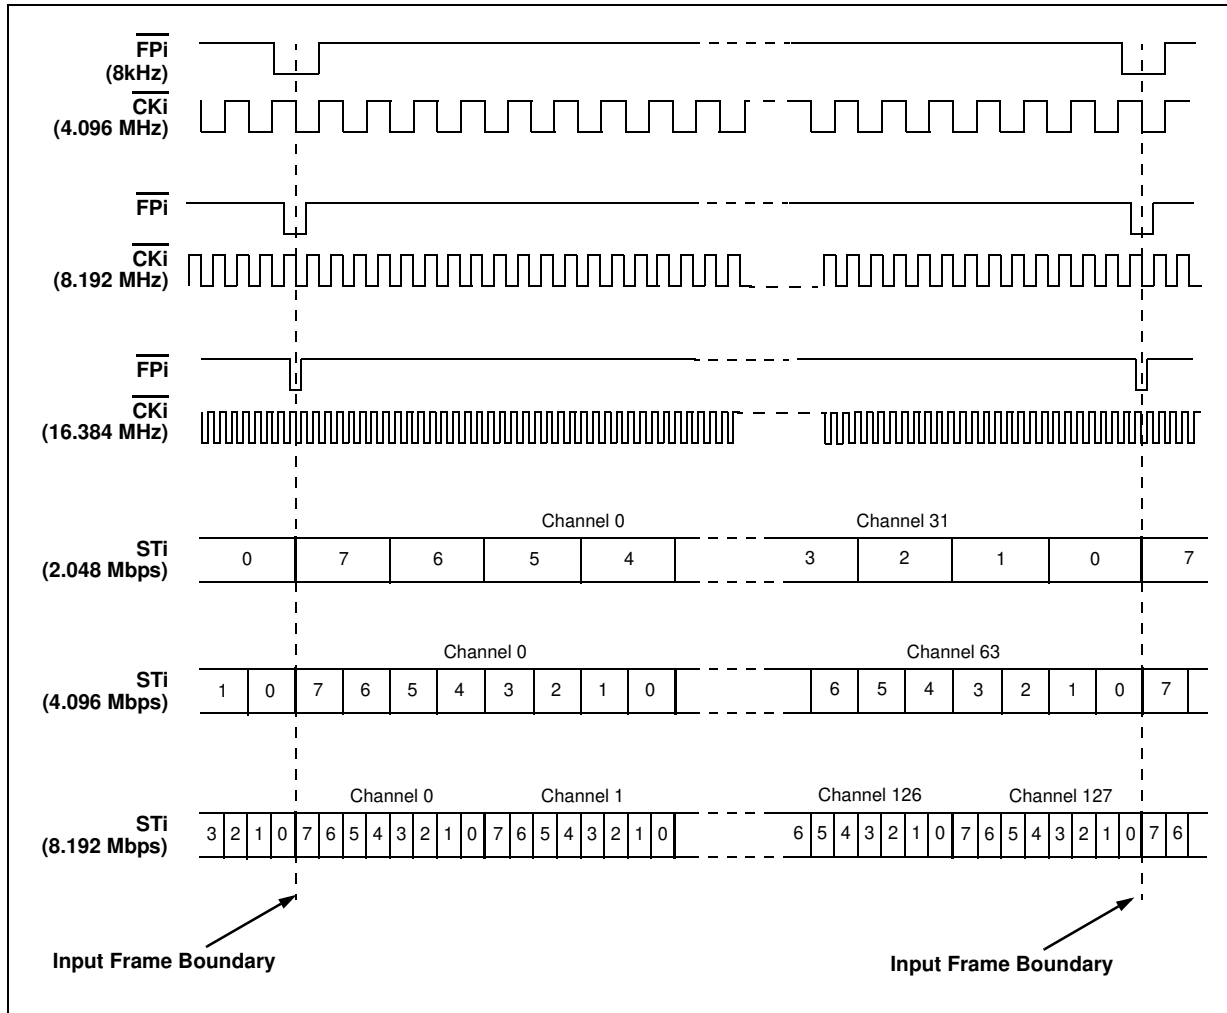 FPi
(8kHz)
CKi
(4.096 MHz)
FPi
CKi
(8.192 MHz)
FPi
CKi
(16.384 MHz)
Channel 0 Channel 31
STi
(2.048 Mbps)
0 7 6 5 4 3 2 1 0 7
Channel 0 Channel 63
STi
(4.096 Mbps)
1 0 7 6 5 4 3 2 1 0 6 5 4 3 2 1 0 7
Channel 0 Channel 1 Channel 126 Channel 127
STi
(8.192 Mbps)
3 2 1 0 7 6 5 4 3 2 1 0 7 6 5 4 3 2 1 0 6 5 4 3 2 1 0 7 6 5 4 3 2 1 0 7 6
Input Frame Boundary
Input Frame Boundary